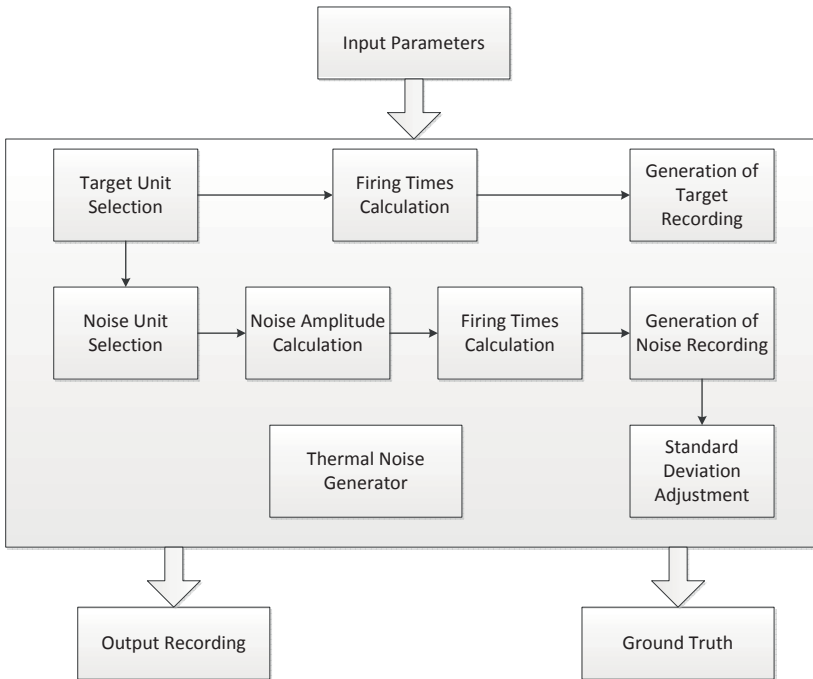 Input Parameters
Target Unit
Selection
Firing Times
Calculation
Generation of
Target
Recording
Noise Unit
Selection
Noise Amplitude
Calculation
Firing Times
Calculation
Generation of
Noise Recording
Thermal Noise
Generator
Standard
Deviation
Adjustment
Output Recording
Ground Truth